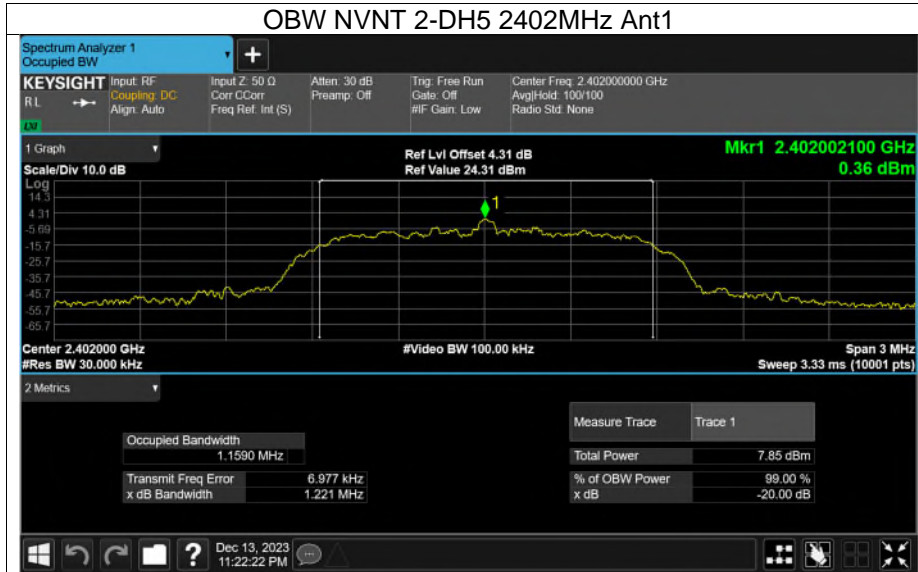 OBW NVNT 2-DH5 2402MHz Ant1
Spectrum Analyzer 1
Occupied BW
+
KEYSIGHT
RL
LXI
Input: RF
Coupling: DC
Align: Auto
Input Z: 50 Ω
Corr CCorr
Freq Ref: Int (S)
Atten: 30 dB
Preamp: Off
Trig: Free Run
Gate: Off
#IF Gain: Low
Center Freq: 2.402000000 GHz
Avg|Hold: 100/100
Radio Std: None
1 Graph
Scale/Div 10.0 dB
Ref Lvl Offset 4.31 dB
Ref Value 24.31 dBm
Mkr1 2.402002100 GHz
0.36 dBm
Log
14.3
4.31
-5.69
-15.7
-25.7
-35.7
-45.7
-55.7
-65.7
1
Center 2.402000 GHz
#Res BW 30.000 kHz
#Video BW 100.00 kHz
Span 3 MHz
Sweep 3.33 ms (10001 pts)
2 Metrics
Occupied Bandwidth
1.1590 MHz
Transmit Freq Error 6.977 kHz
x dB Bandwidth 1.221 MHz
Measure Trace Trace 1
Total Power 7.85 dBm
% of OBW Power 99.00 %
x dB -20.00 dB
?
Dec 13, 2023
11:22:22 PM